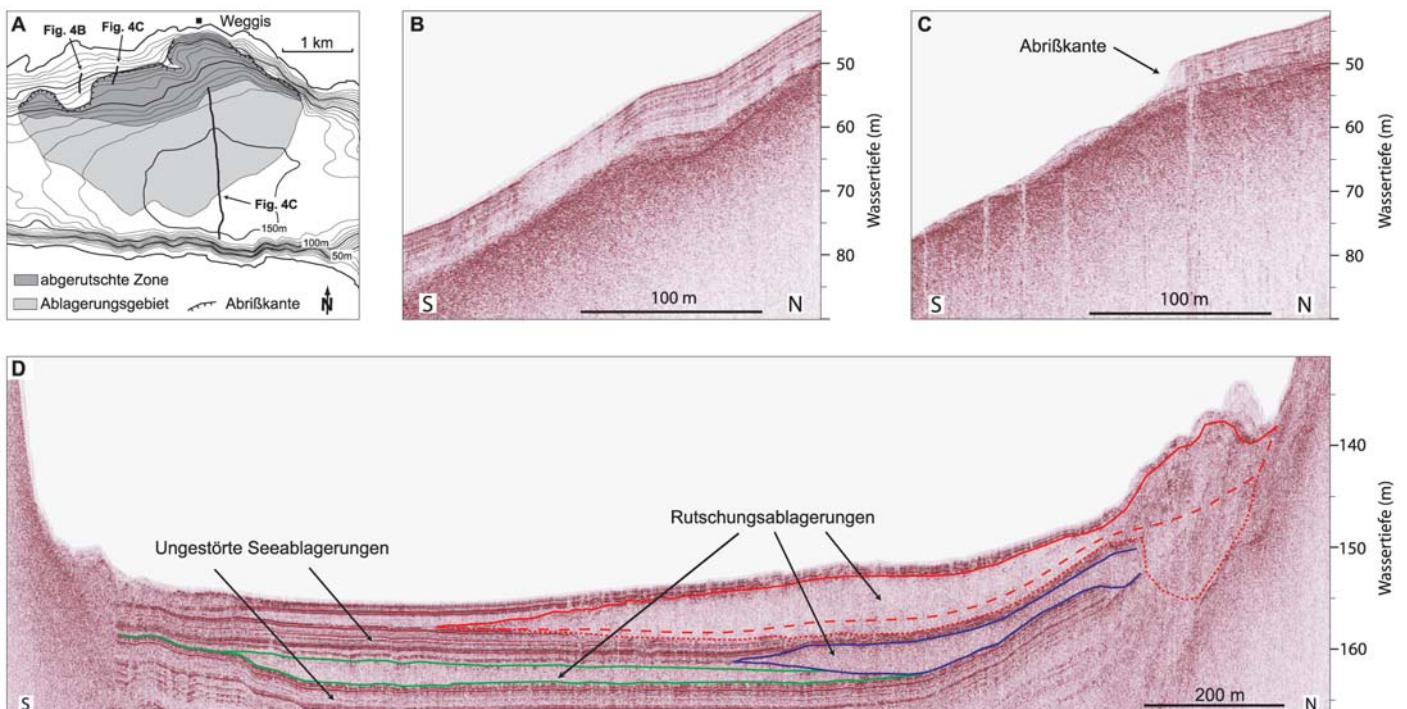 A
Weggis
Fig. 4B
Fig. 4C
1 km
Fig. 4C
150m
100m
50m
abgerutschte Zone
Ablagerungsgebiet
Abrißkante
N
B
50
60
70
80
Wassertiefe (m)
S
100 m
N
C
Abrißkante
50
60
70
80
Wassertiefe (m)
S
100 m
N
D
Ungestörte Seeablagerungen
Rutschungsablagerungen
140
150
160
Wassertiefe (m)
S
200 m
N